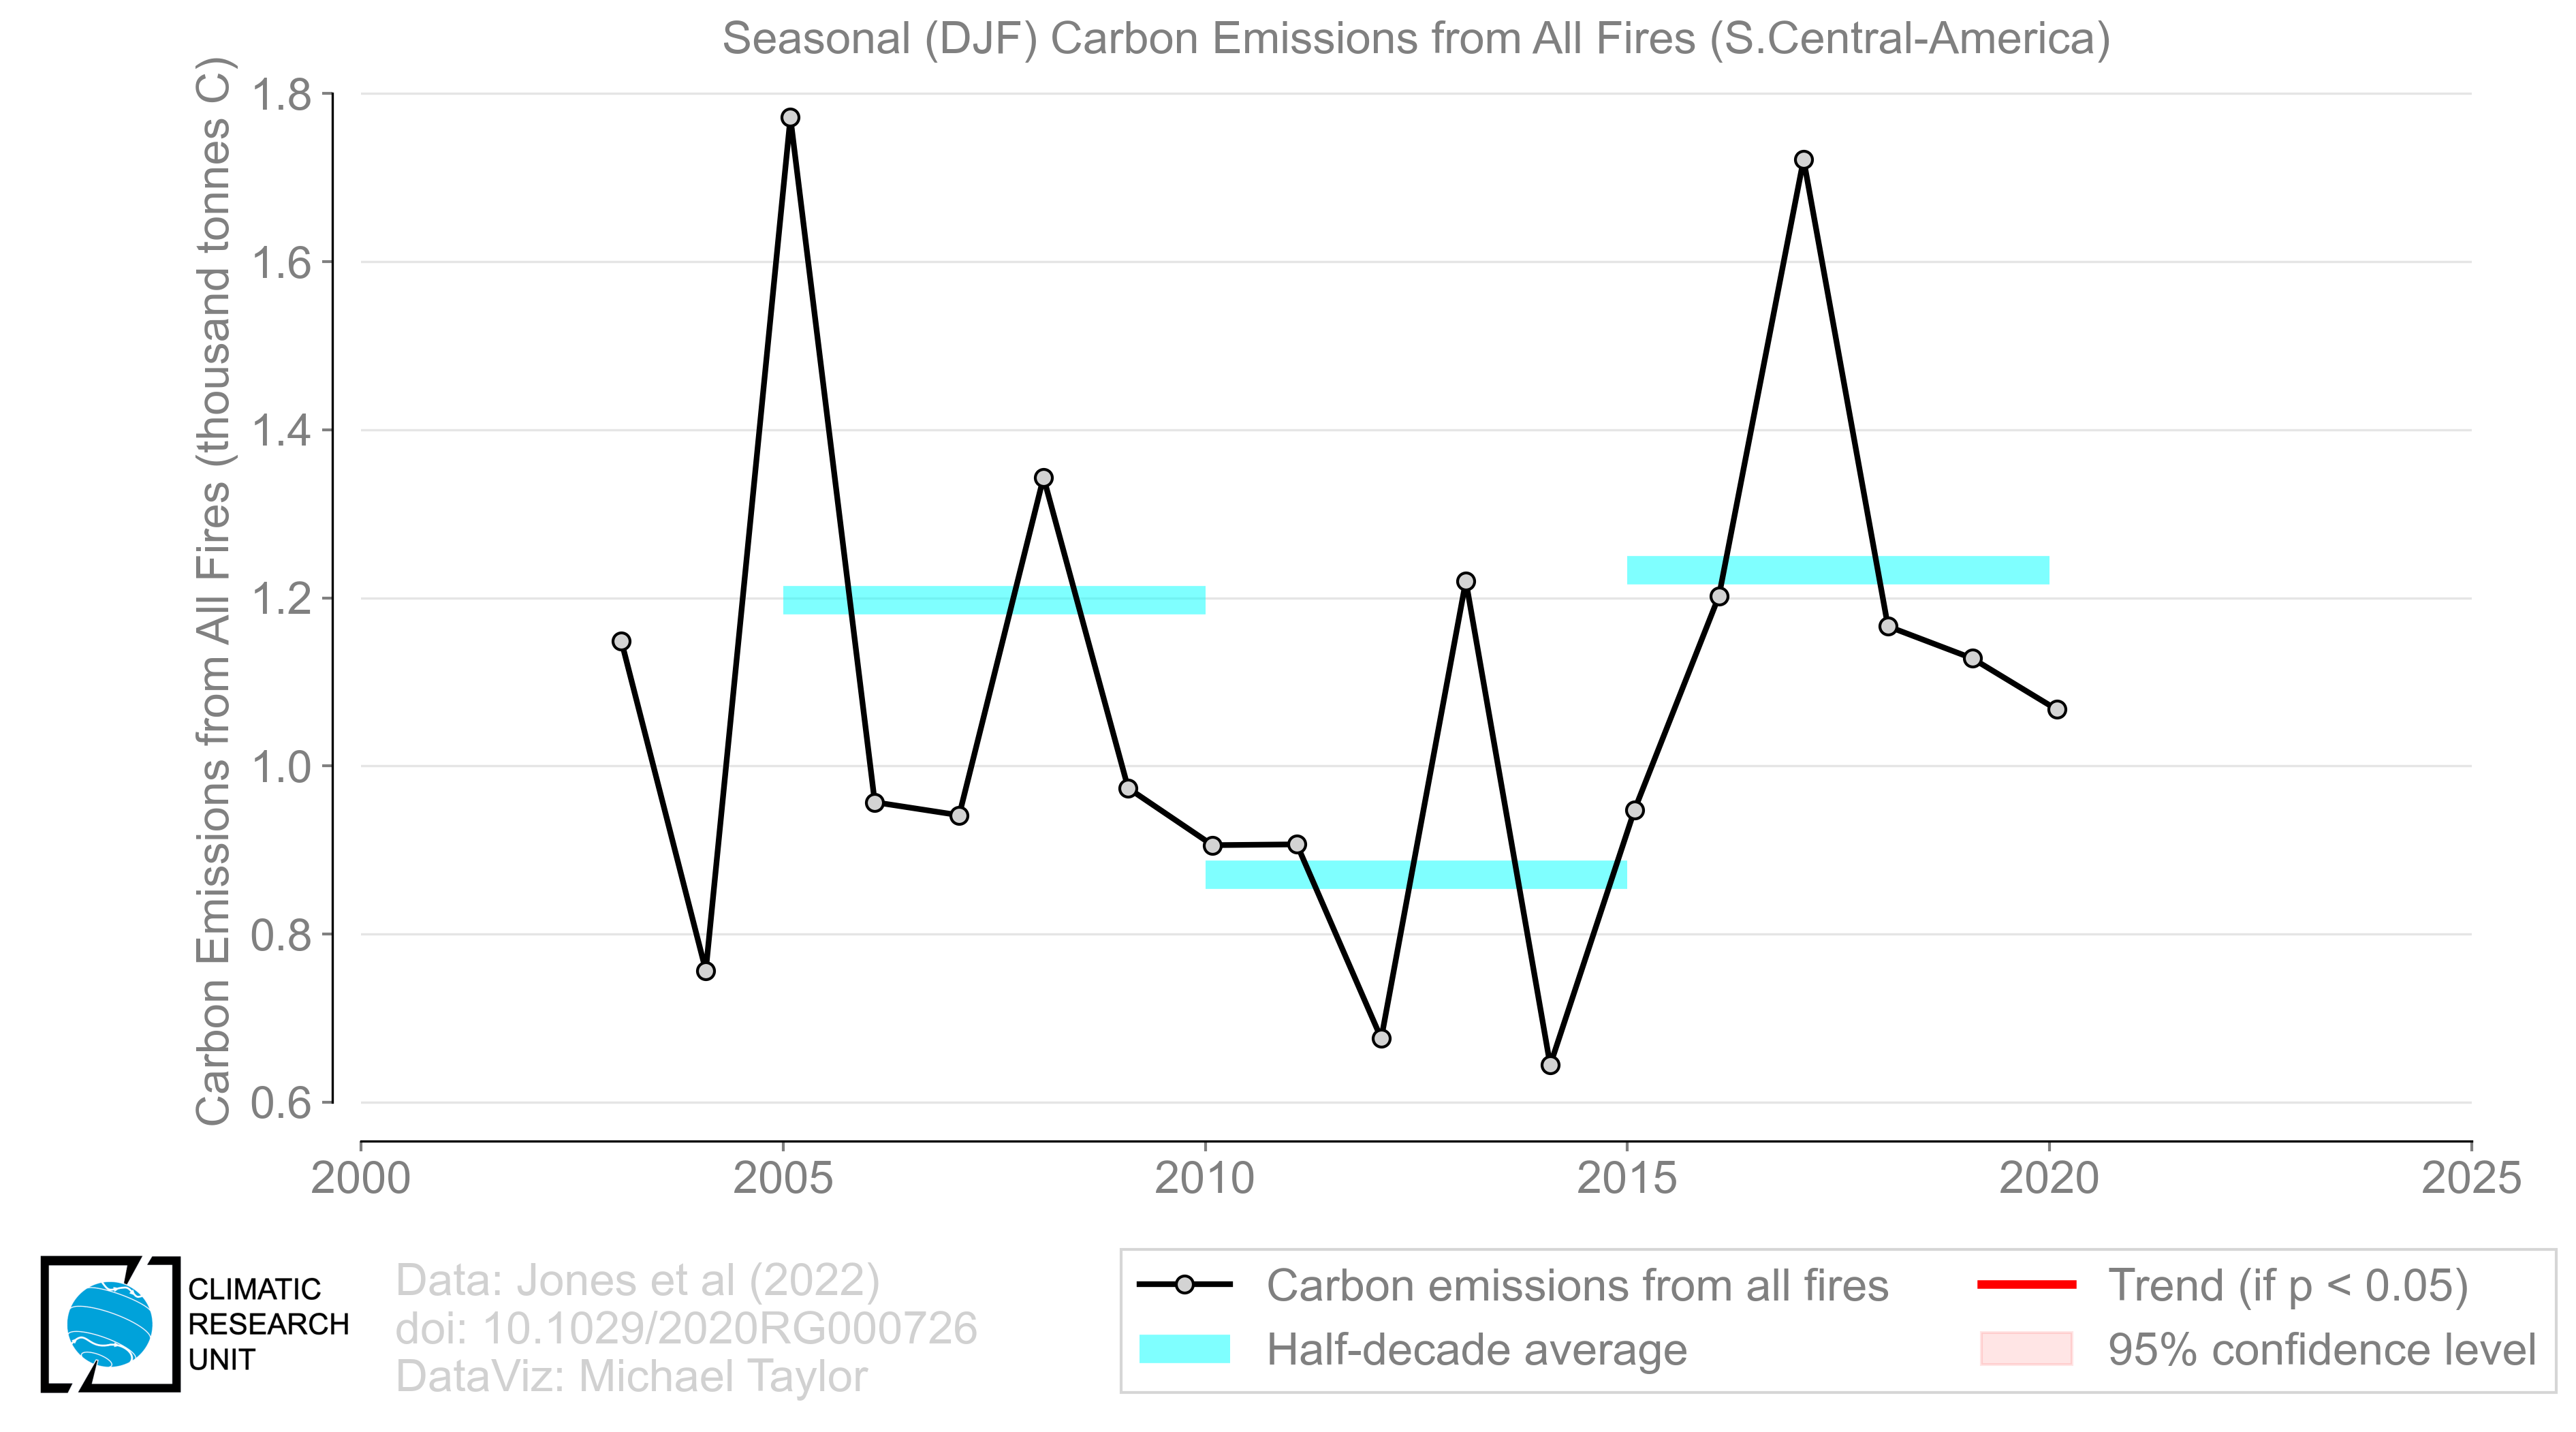 Seasonal (DJF) Carbon Emissions from All Fires (S.Central-America)
Carbon Emissions from All Fires (thousand tonnes C)
1.8
1.6
1.4
1.2
1.0
0.8
0.6
2000
2005
2010
2015
2020
2025
CLIMATIC
RESEARCH
UNIT
Data: Jones et al (2022)
doi: 10.1029/2020RG000726
DataViz: Michael Taylor
Carbon emissions from all fires
Half-decade average
Trend (if p < 0.05)
95% confidence level